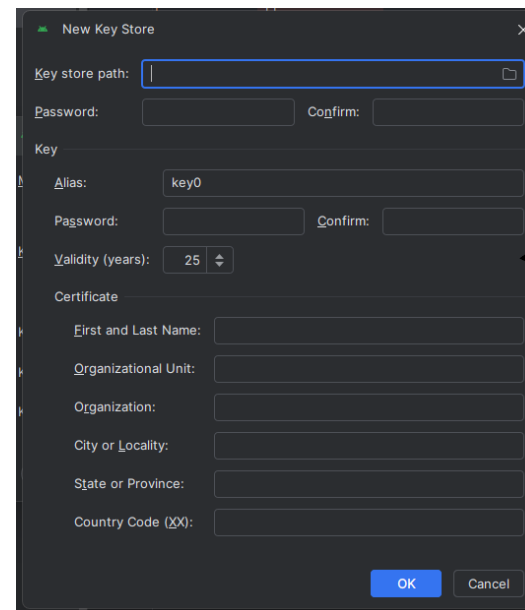 New Key Store
Key store path:
Password: Confirm:
Key
Alias: key0
Password: Confirm:
Validity (years): 25
Certificate
First and Last Name:
Organizational Unit:
Organization:
City or Locality:
State or Province:
Country Code (XX):
OK Cancel